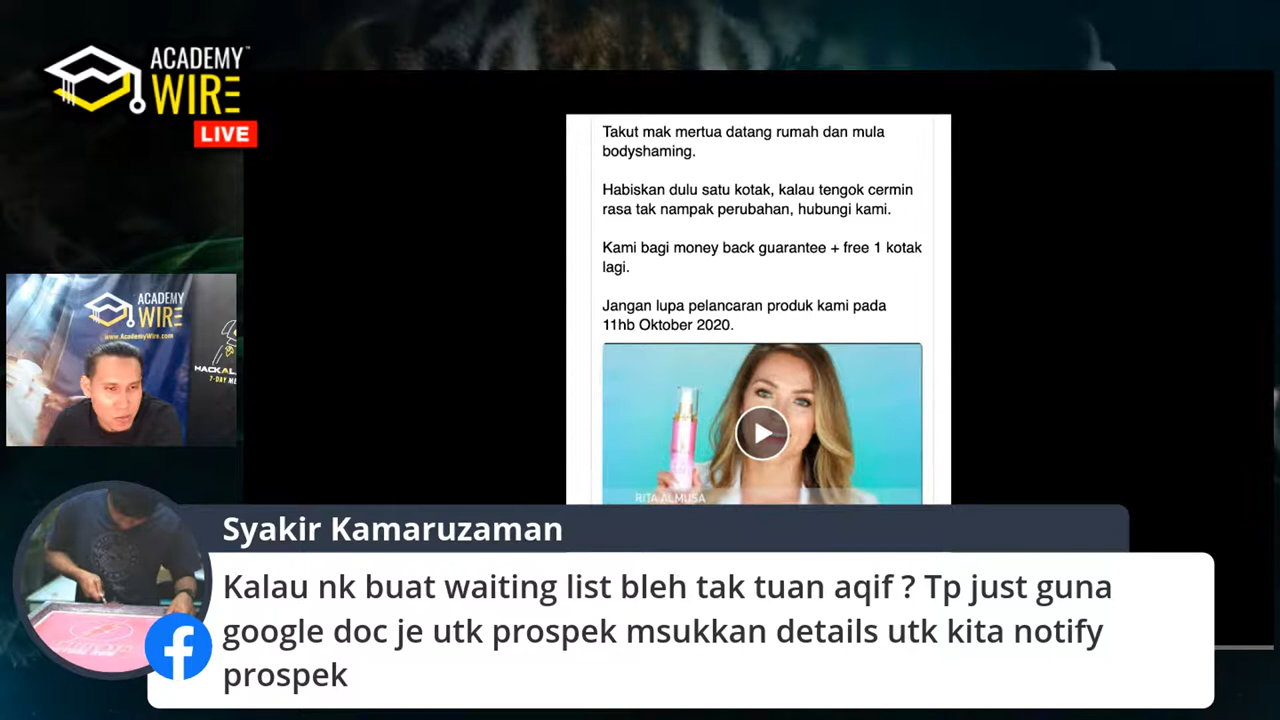 ACADEMY
WIRE
LIVE
Takut mak mertua datang rumah dan mula
bodyshaming.
Habiskan dulu satu kotak, kalau tengok cermin
rasa tak nampak perubahan, hubungi kami.
Kami bagi money back guarantee + free 1 kotak
lagi.
Jangan lupa pelancaran produk kami pada
11hb Oktober 2020.
ACADEMY
WIRE
www.AcademyWire.com
7-DAY
RITA ALMUSA
Syakir Kamaruzaman
Kalau nk buat waiting list bleh tak tuan aqif ? Tp just guna
google doc je utk prospek msukkan details utk kita notify
prospek